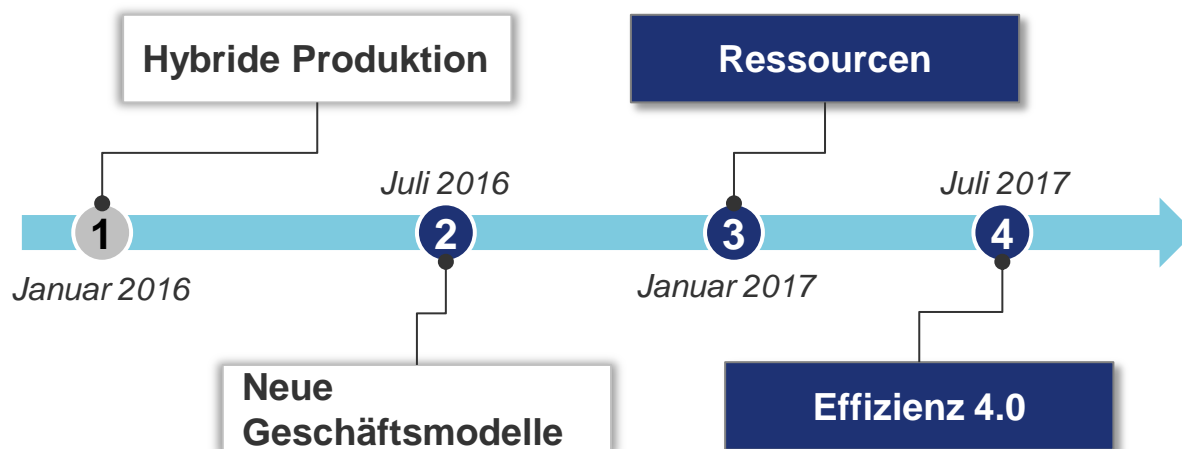 Hybride Produktion
Ressourcen
Juli 2016
Juli 2017
1
2
3
4
Januar 2016
Januar 2017
Neue
Geschäftsmodelle
Effizienz 4.0